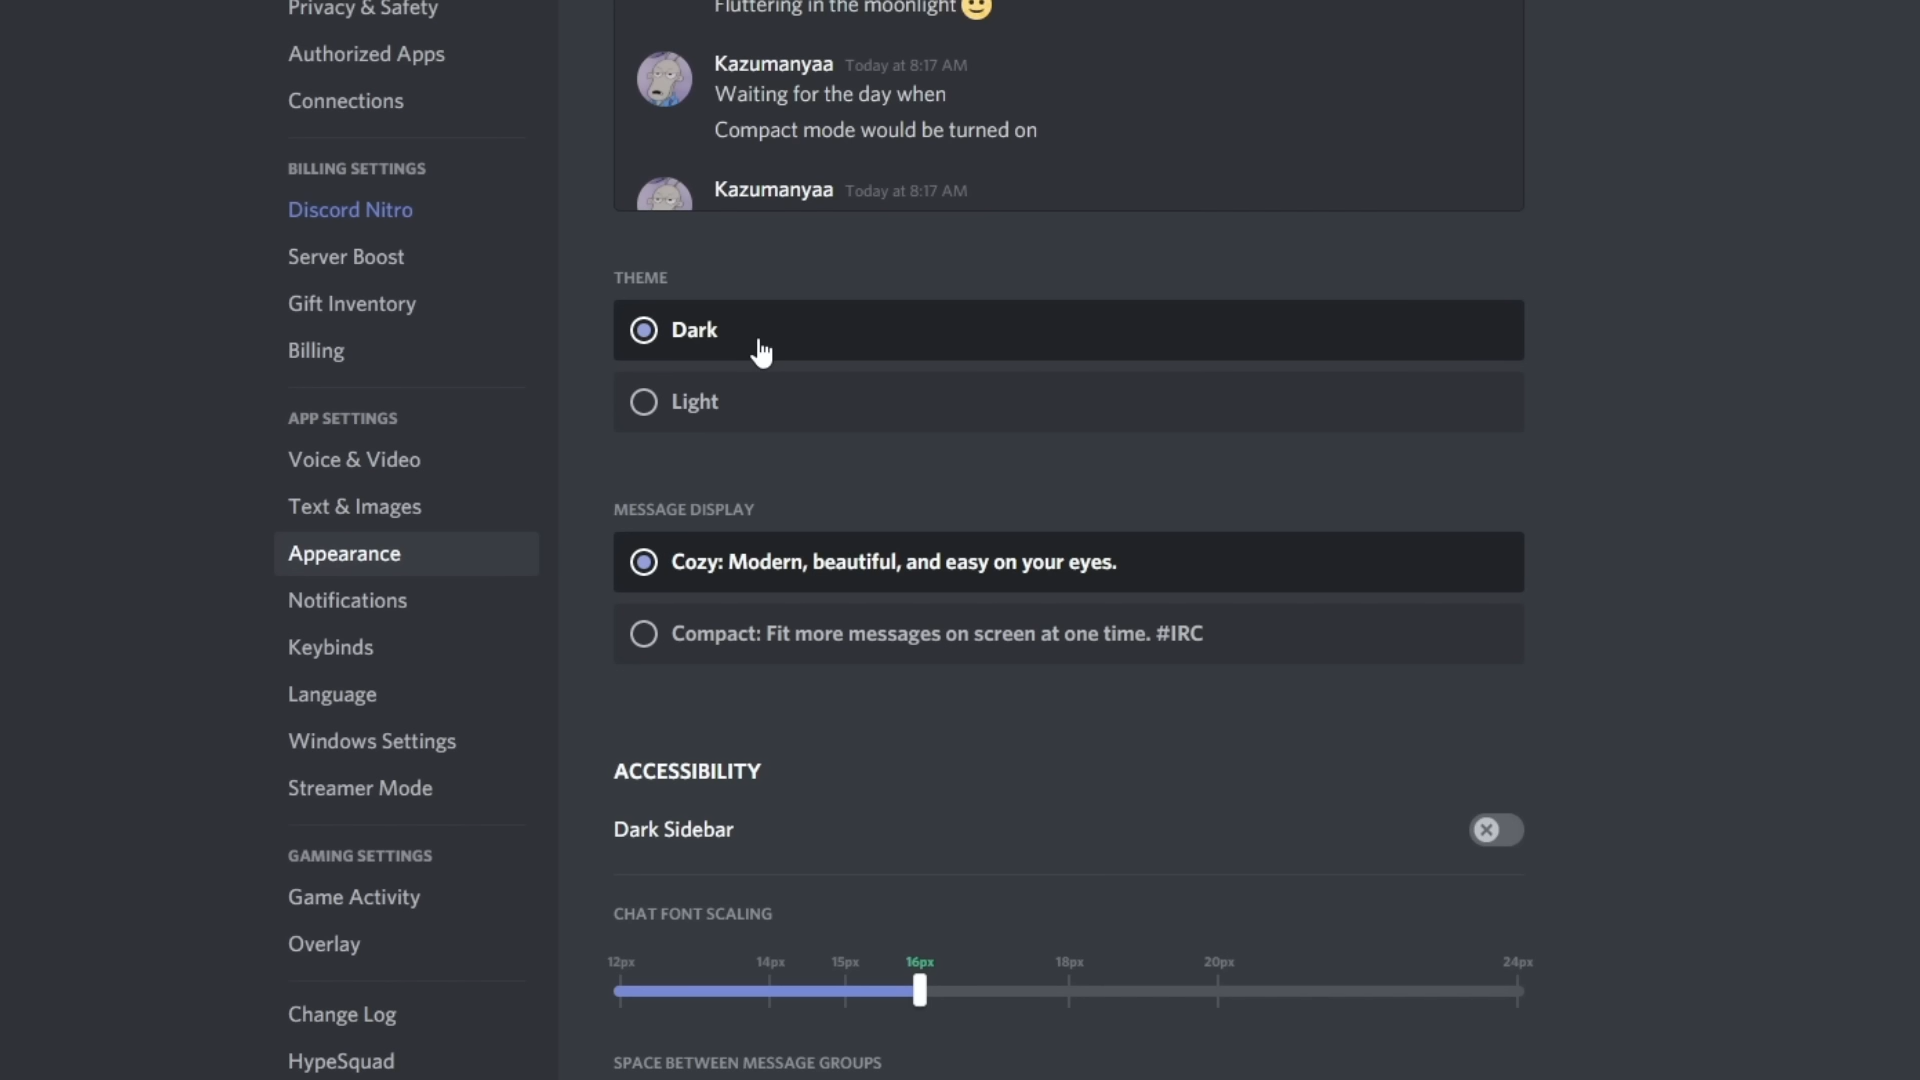 Privacy & Safety
Authorized Apps
Connections
BILLING SETTINGS
Discord Nitro
Server Boost
Gift Inventory
Billing
APP SETTINGS
Voice & Video
Text & Images
Appearance
Notifications
Keybinds
Language
Windows Settings
Streamer Mode
GAMING SETTINGS
Game Activity
Overlay
Change Log
HypeSquad
Fluttering in the moonlight
Kazumanyaa Today at 8:17 AM
Waiting for the day when
Compact mode would be turned on
Kazumanyaa Today at 8:17 AM
THEME
Dark
Light
MESSAGE DISPLAY
Cozy: Modern, beautiful, and easy on your eyes.
Compact: Fit more messages on screen at one time. #IRC
ACCESSIBILITY
Dark Sidebar
CHAT FONT SCALING
12px 14px 15px 16px 18px 20px 24px
SPACE BETWEEN MESSAGE GROUPS